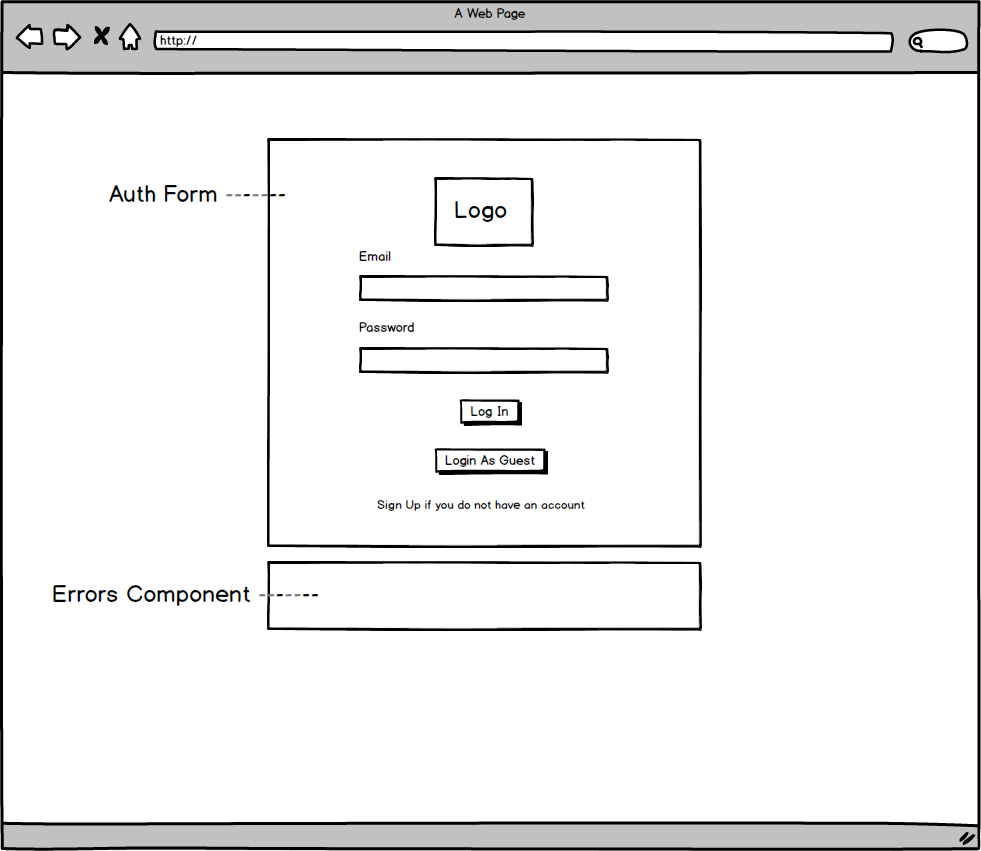 A Web Page
http://
Auth Form
Logo
Email
Password
Log In
Login As Guest
Sign Up if you do not have an account
Errors Component